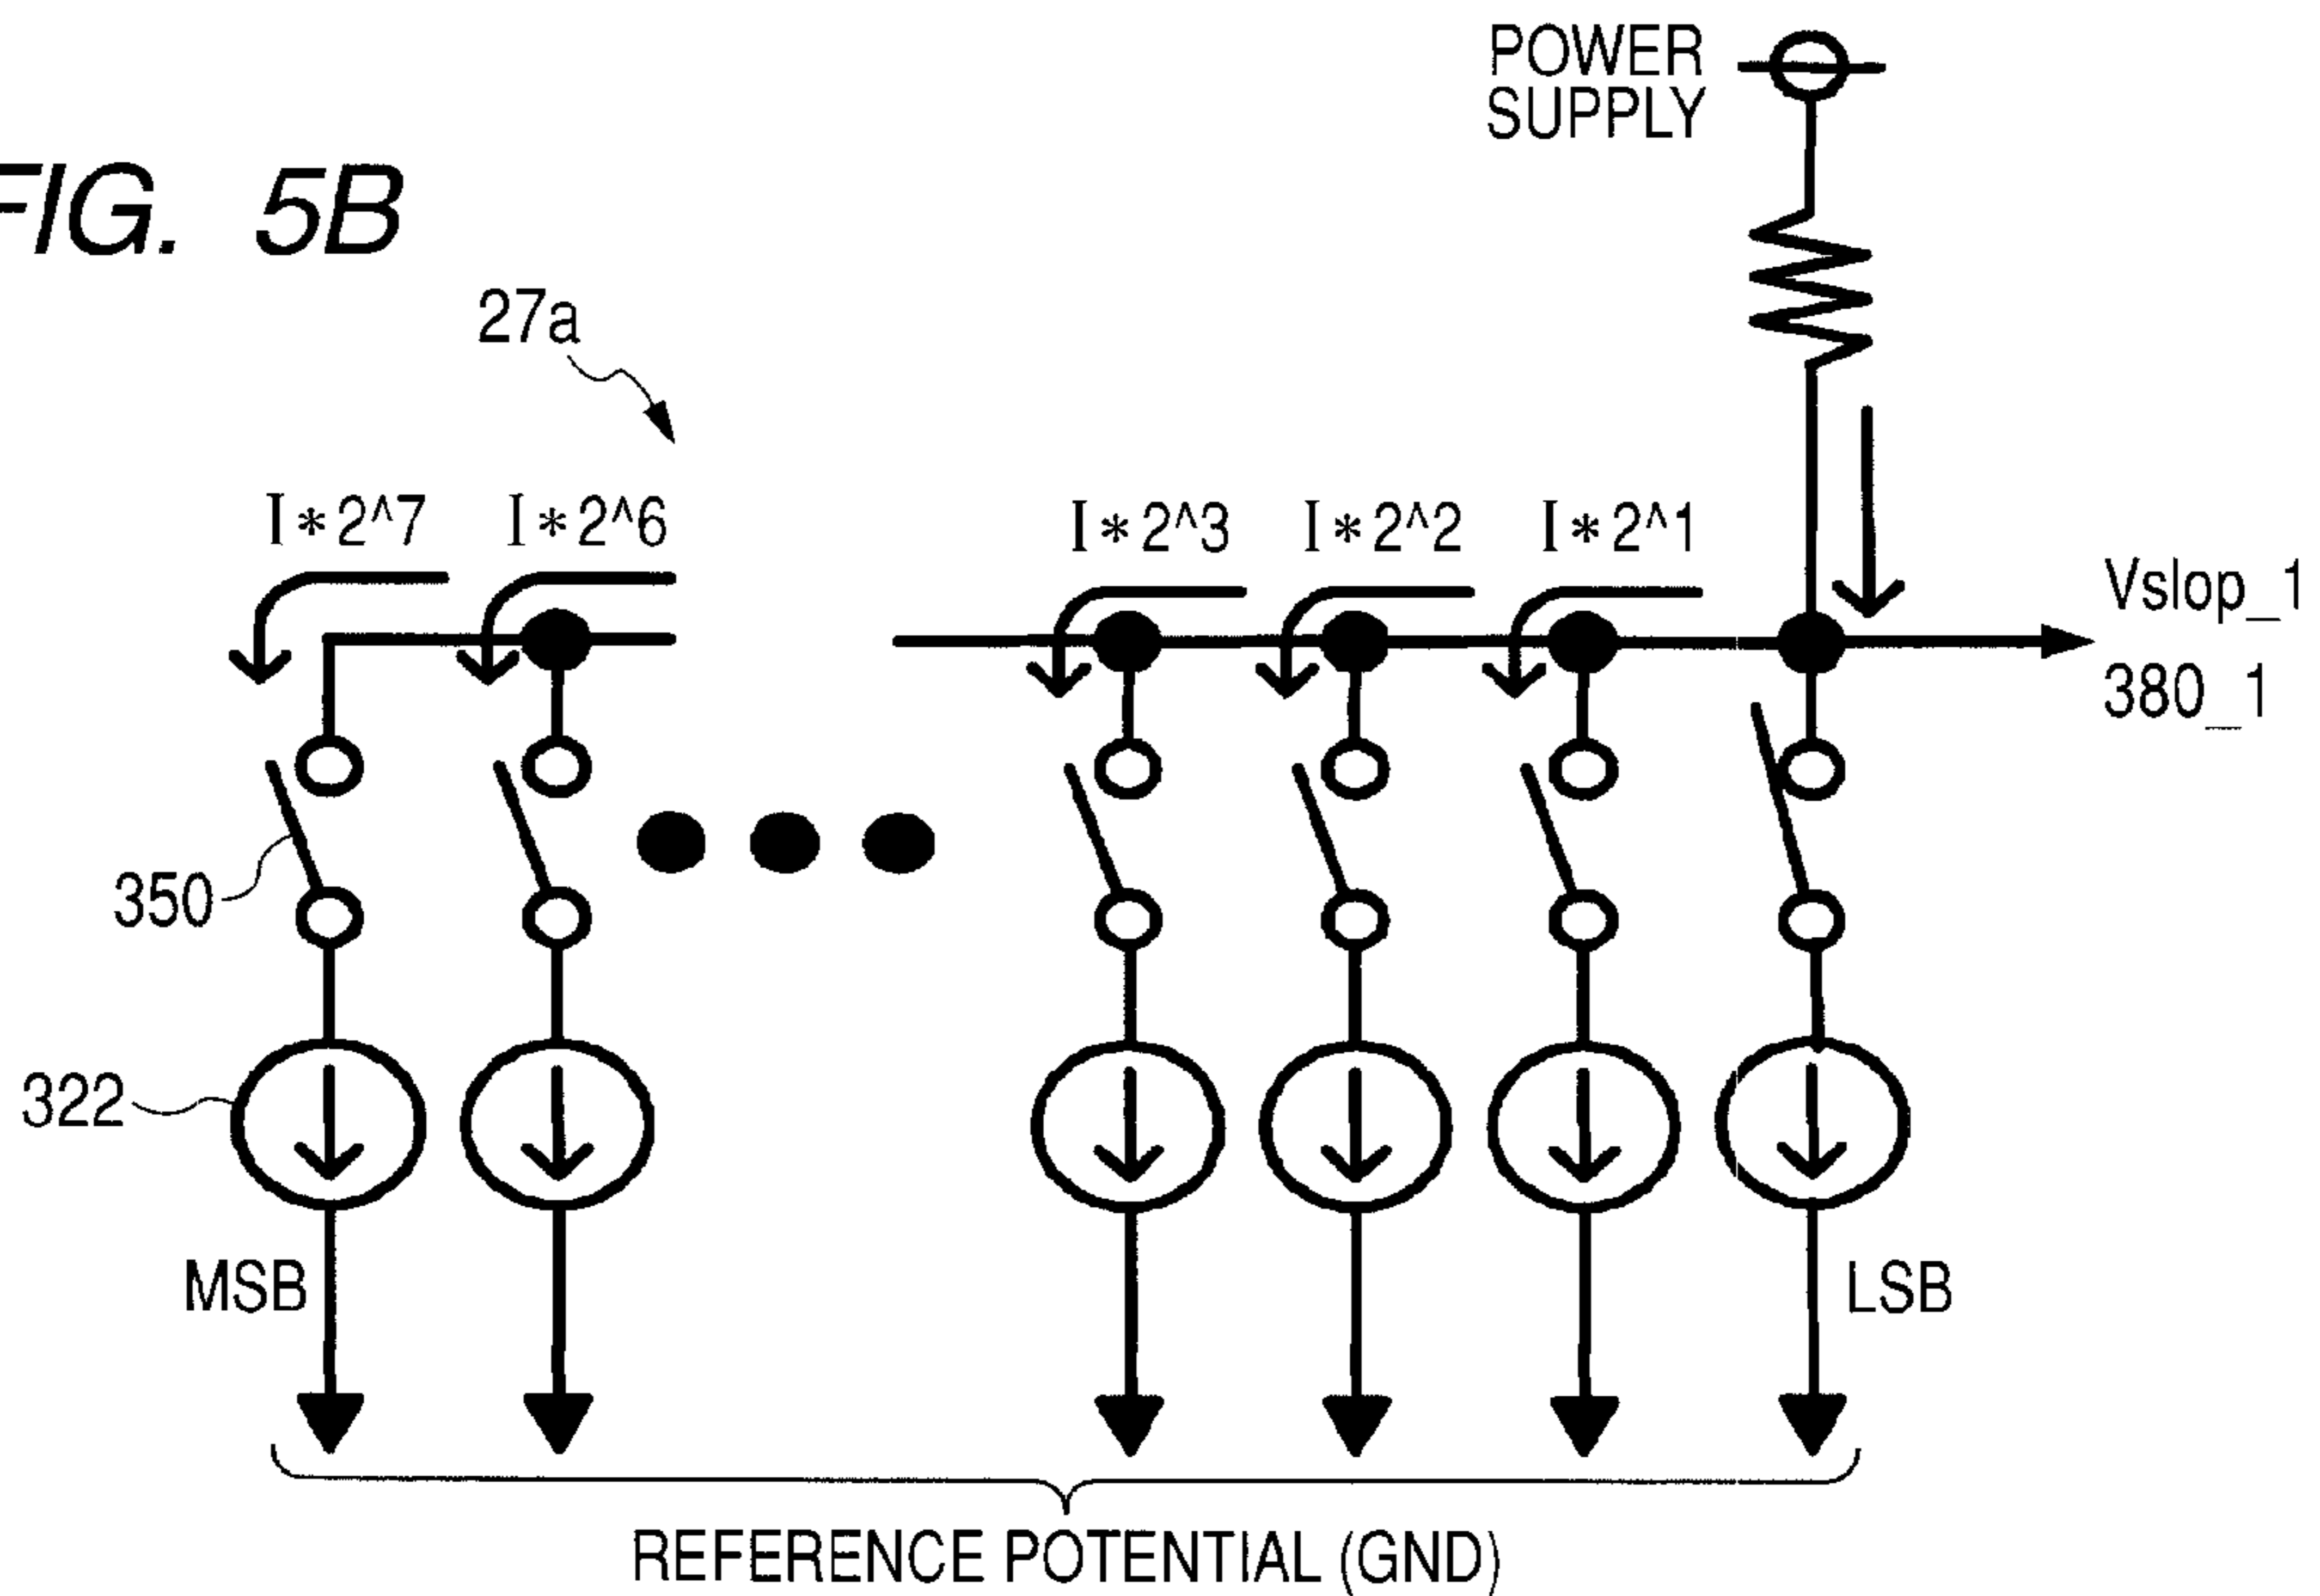 POWER
SUPPLY
FIG. 5B
27a
I*2^7
I*2^6
I*2^3
I*2^2
I*2^1
Vslop_1
380_1
350
322
MSB
LSB
REFERENCE POTENTIAL (GND)